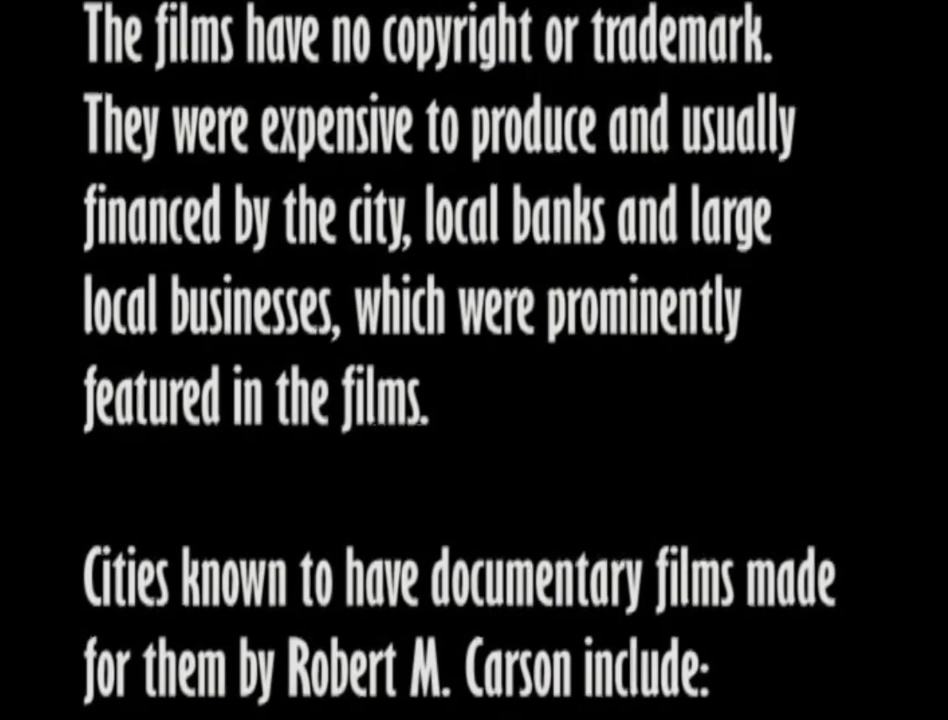 The films have no copyright or trademark.
They were expensive to produce and usually
financed by the city, local banks and large
local businesses, which were prominently
featured in the films.
Cities known to have documentary films made
for them by Robert M. Carson include: